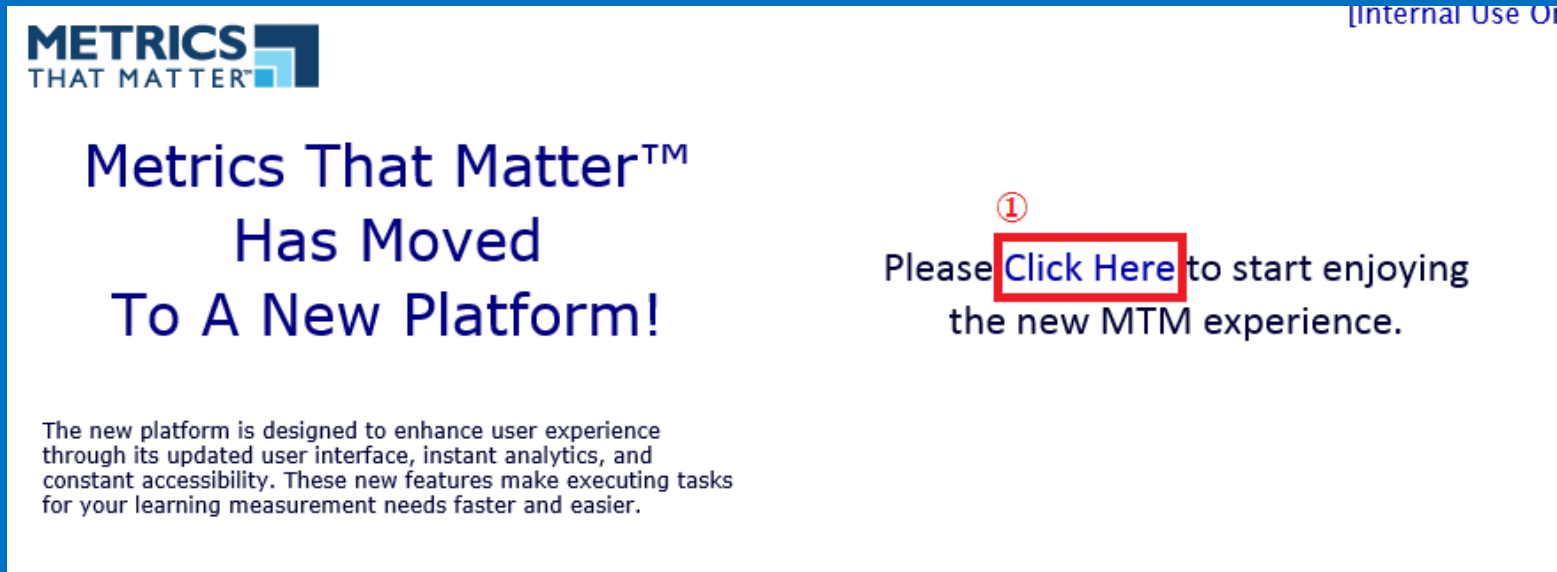 [Internal Use
METRICS
THAT MATTER™
Metrics That Matter™
Has Moved
To A New Platform!
①
Please Click Here to start enjoying
the new MTM experience.
The new platform is designed to enhance user experience
through its updated user interface, instant analytics, and
constant accessibility. These new features make executing tasks
for your learning measurement needs faster and easier.